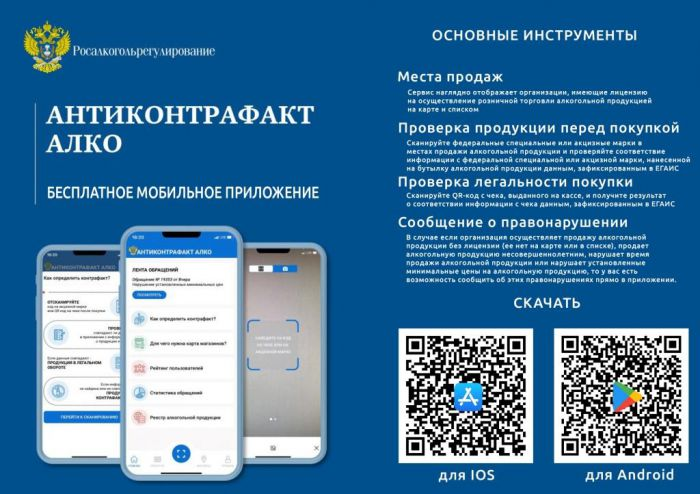 Росалкогольрегулирование
АНТИКОНТРАФАКТ
АЛКО
БЕСПЛАТНОЕ МОБИЛЬНОЕ ПРИЛОЖЕНИЕ
АНТИКОНТРАФАКТ АЛКО
Как определить контрафакт?
ОТСКАНИРУЙТЕ
ПРОДУКЦИЯ В ЛЕГАЛЬНОМ
ОБОРОТЕ
ПЕРЕЙТИ К СКАНИРОВАНИЮ
18:20
АНТИКОНТРАФАКТ АЛКО
ЛЕНТА ОБРАЩЕНИЙ
Нарушение установленных минимальных цен
Как определить контрафакт?
Для чего нужна карта магазинов?
Рейтинг пользователей
Статистика обращений
Реестр алкогольной продукции
ОСНОВНЫЕ ИНСТРУМЕНТЫ
Места продаж
Сервис наглядно отображает организации, имеющие лицензию
на осуществление розничной торговли алкогольной продукцией
на карте и списком
Проверка продукции перед покупкой
Сканируйте федеральные специальные или акцизные марки в
местах продажи алкогольной продукции и проверяйте соответствие
информации с федеральной специальной или акцизной марки, нанесенной
на бутылку алкогольной продукции данным, зафиксированным в ЕГАИС
Проверка легальности покупки
Сканируйте QR-код с чека, выданного на кассе, и получите результат
о соответствии информации с чека данным, зафиксированным в ЕГАИС
Сообщение о правонарушении
В случае если организация осуществляет продажу алкогольной
продукции без лицензии (ее нет на карте или в списке), продает
алкогольную продукцию несовершеннолетним, нарушает время
продажи алкогольной продукции или нарушает установленные
минимальные цены на алкогольную продукцию, то у вас есть
возможность сообщить об этих правонарушениях прямо в приложении.
СКАЧАТЬ
для IOS
для Android